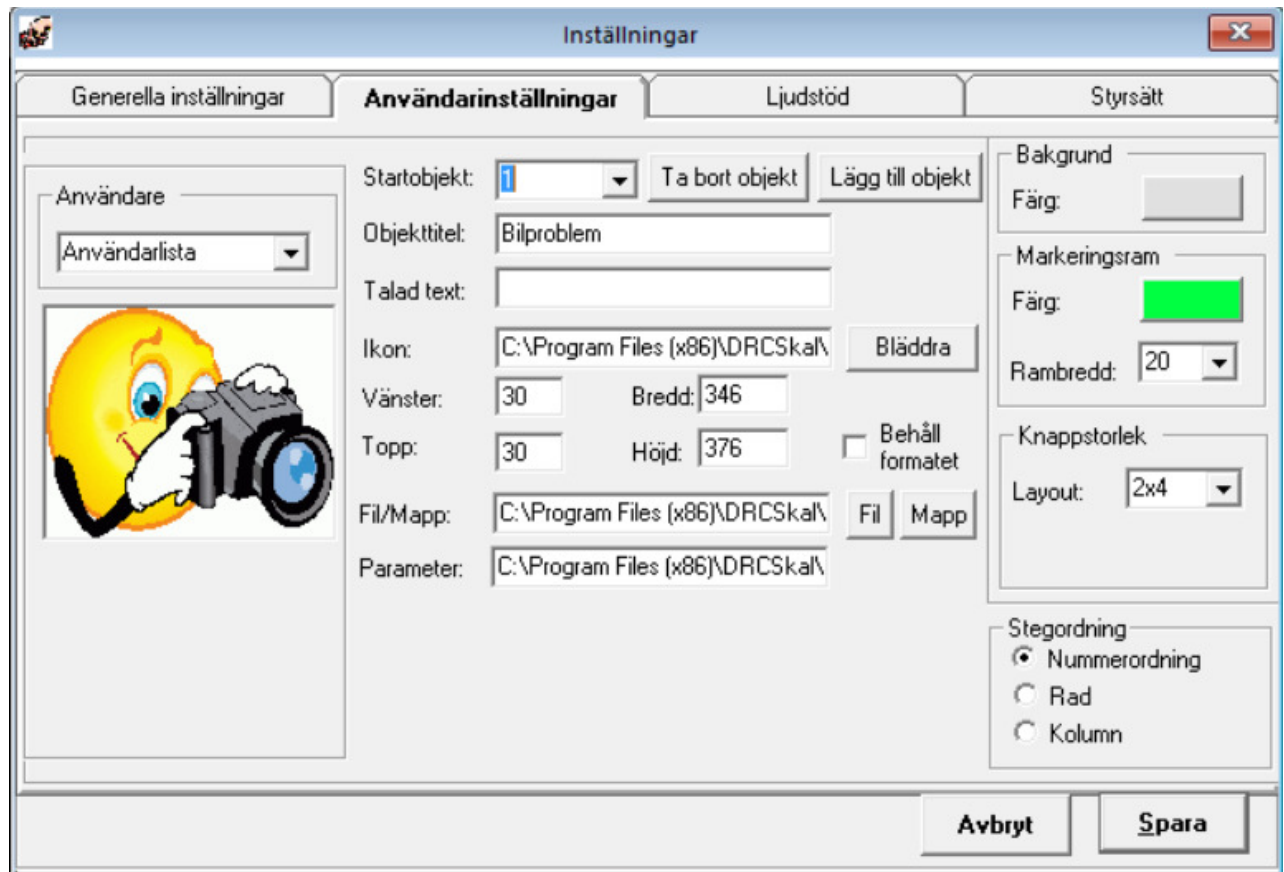 Inställningar
Generella inställningar
Användarinställningar
Ljudstöd
Styrsätt
Användare
Användarlista
Startobjekt: 1 Ta bort objekt Lägg till objekt
Objekttitel: Bilproblem
Talad text:
Ikon: C:\Program Files (x86)\DRCSkal\ Bläddra
Vänster: 30 Bredd: 346
Topp: 30 Höjd: 376 Behåll
formatet
Fil/Mapp: C:\Program Files (x86)\DRCSkal\ Fil Mapp
Parameter: C:\Program Files (x86)\DRCSkal\
Bakgrund
Färg:
Markeringsram
Färg:
Rambredd: 20
Knappstorlek
Layout: 2x4
Stegordning
Nummerordning
Rad
Kolumn
Avbryt Spara